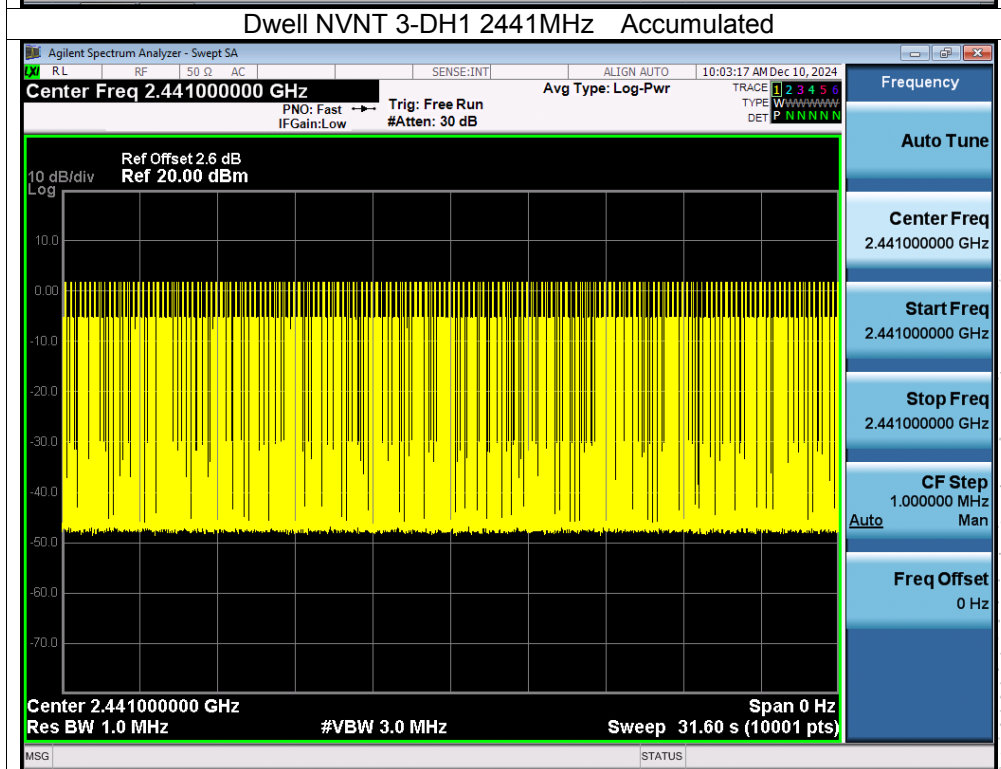 Dwell NVNT 3-DH1 2441MHz Accumulated
Agilent Spectrum Analyzer - Swept SA
LXI RL RF 50 Ω AC SENSE:INT ALIGN AUTO 10:03:17 AM Dec 10, 2024
Center Freq 2.441000000 GHz
PNO: Fast
IFGain:Low
Trig: Free Run
#Atten: 30 dB
Avg Type: Log-Pwr
TRACE 1 2 3 4 5 6
TYPE WWWWWWW
DET P N N N N N
Ref Offset 2.6 dB
10 dB/div Ref 20.00 dBm
Log
10.0
0.00
-10.0
-20.0
-30.0
-40.0
-50.0
-60.0
-70.0
Center 2.441000000 GHz Span 0 Hz
Res BW 1.0 MHz #VBW 3.0 MHz Sweep 31.60 s (10001 pts)
MSG STATUS
Frequency
Auto Tune
Center Freq
2.441000000 GHz
Start Freq
2.441000000 GHz
Stop Freq
2.441000000 GHz
CF Step
1.000000 MHz
Auto Man
Freq Offset
0 Hz